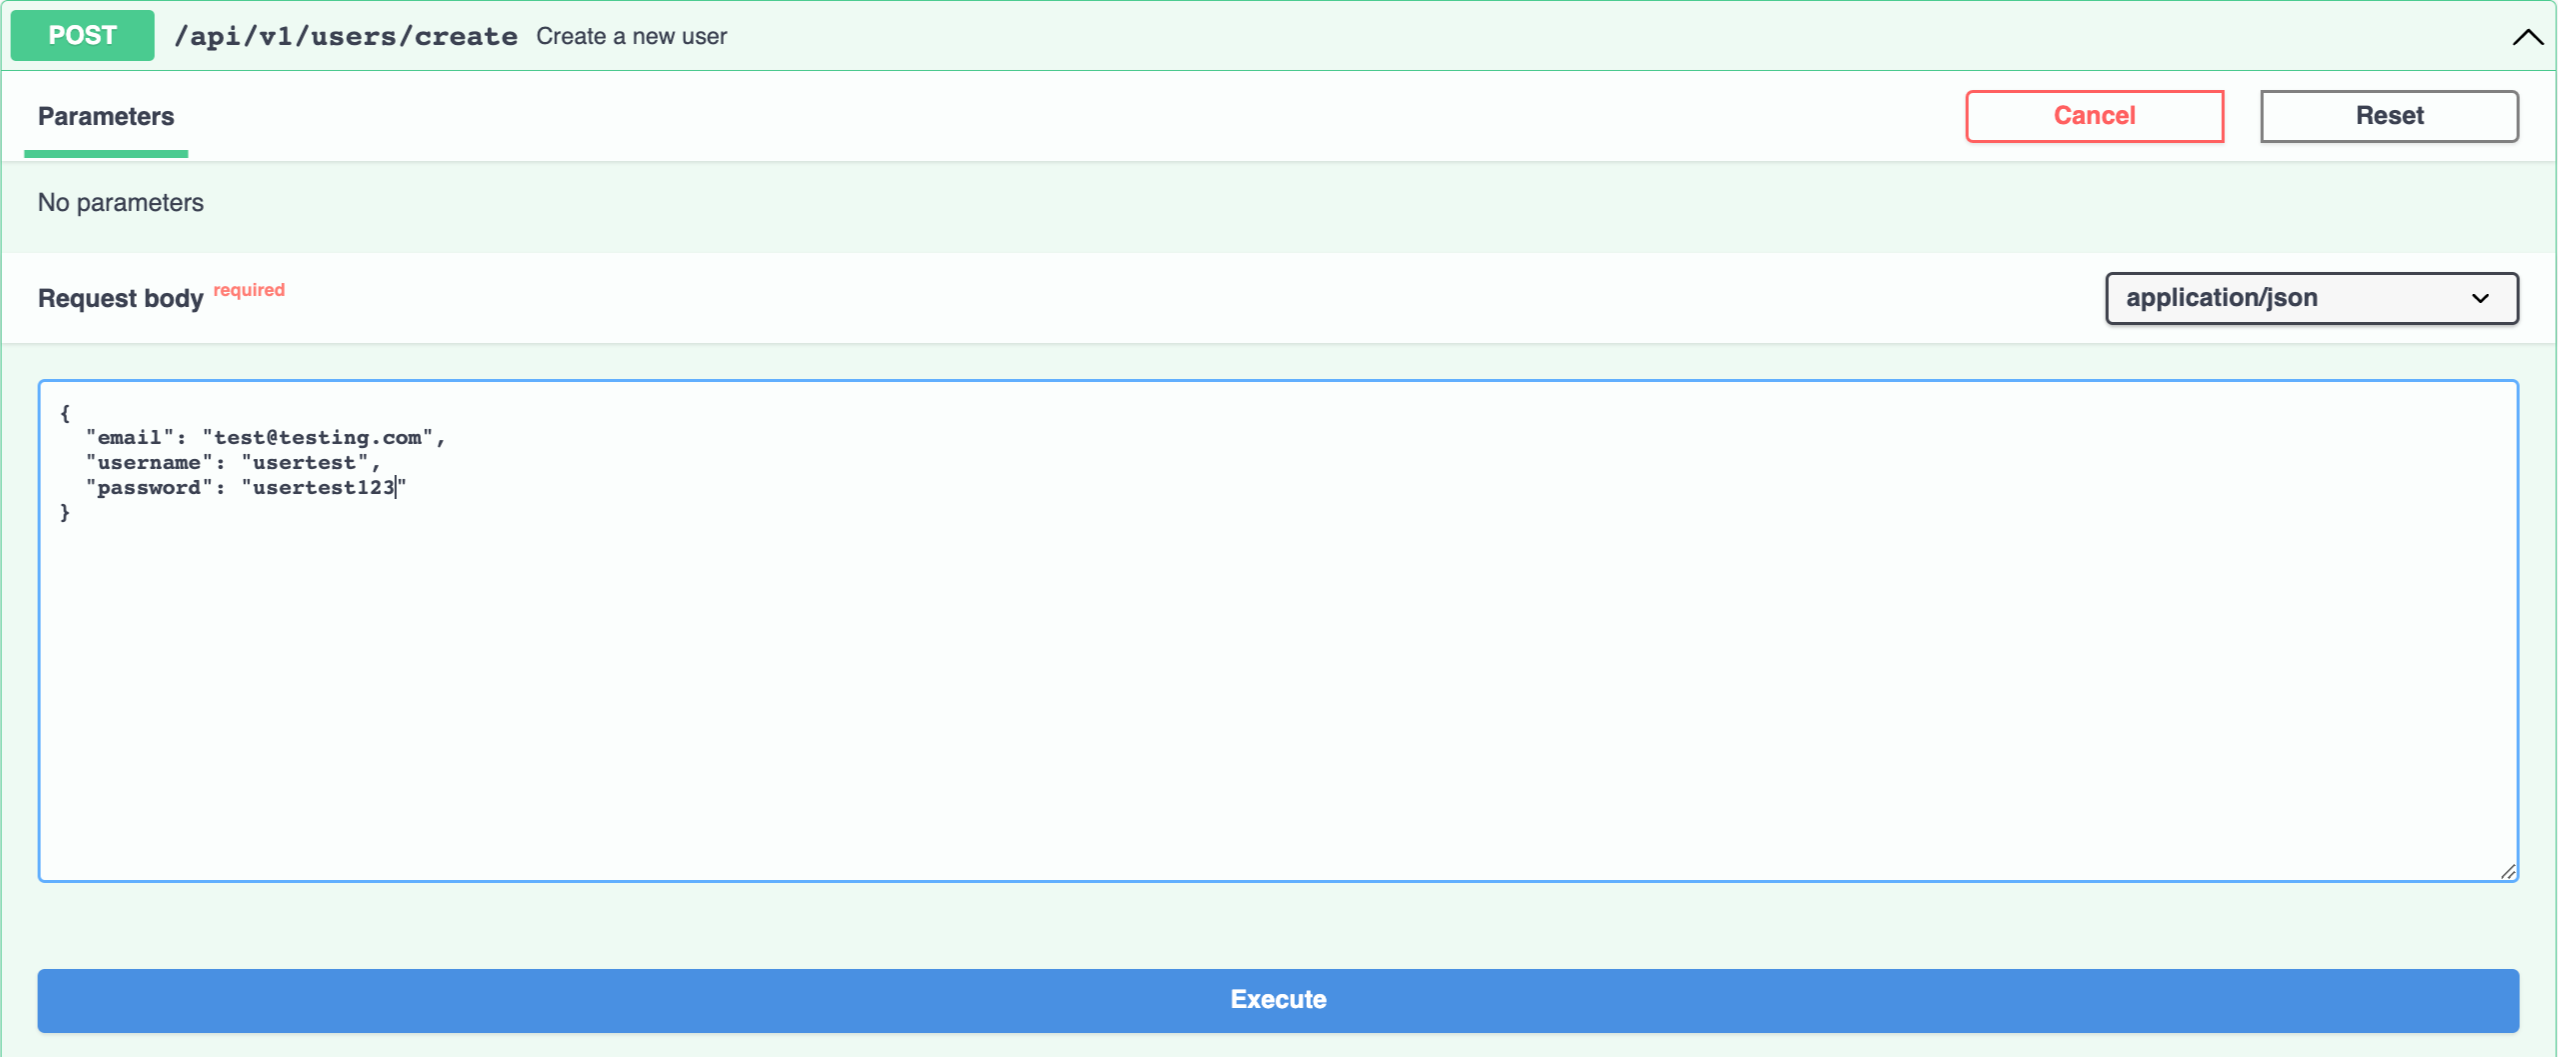 POST /api/v1/users/create Create a new user
Parameters
Cancel
Reset
No parameters
Request body required
application/json
{
  "email": "test@testing.com",
  "username": "usertest",
  "password": "usertest123"
}
Execute